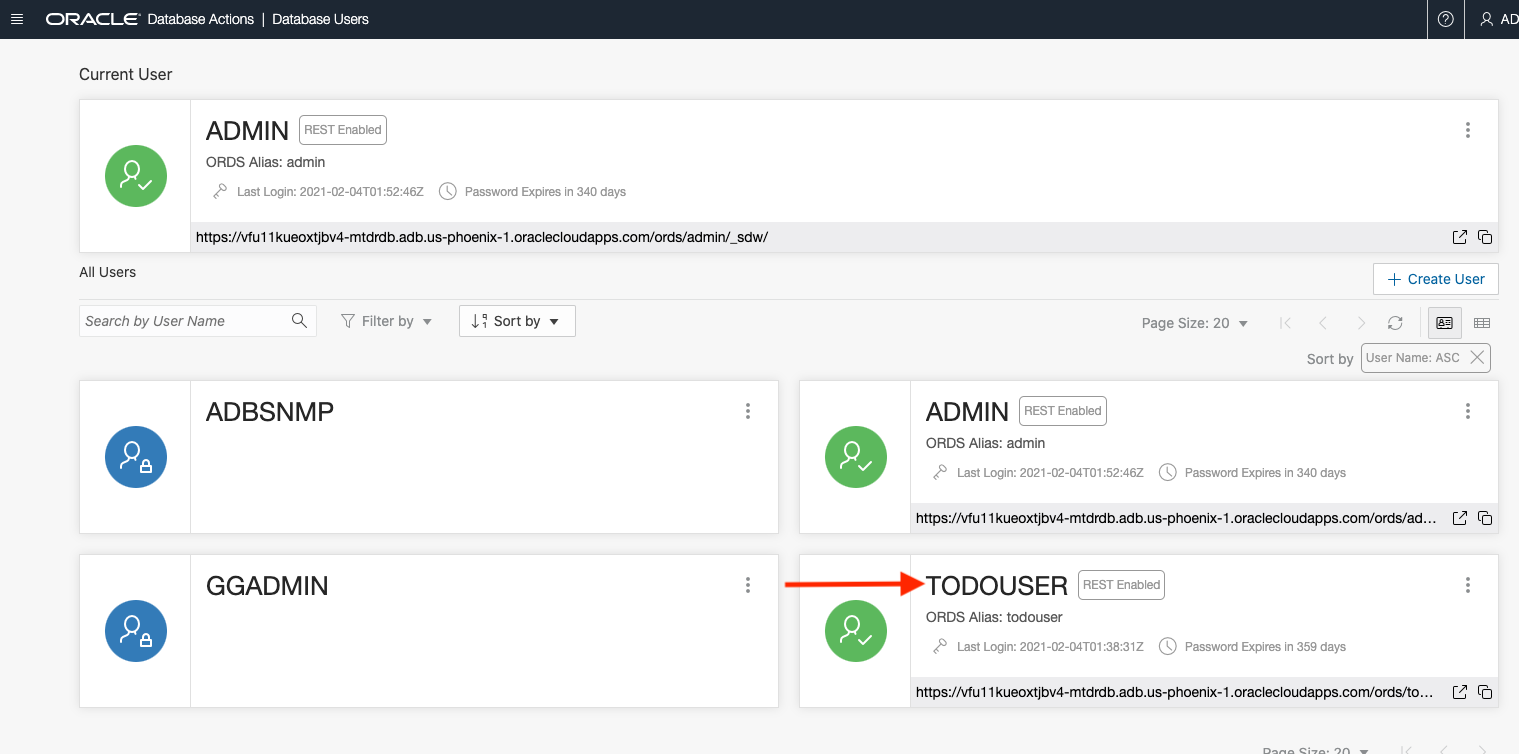 ORACLE Database Actions | Database Users
AD
Current User
ADMIN REST Enabled
ORDS Alias: admin
Last Login: 2021-02-04T01:52:46Z Password Expires in 340 days
https://vfu11kueoxtjbv4-mtdrdb.adb.us-phoenix-1.oraclecloudapps.com/ords/admin/_sdw/
All Users
Create User
Search by User Name
Filter by
Sort by
Page Size: 20
Sort by User Name: ASC
ADBSNMP
ADMIN REST Enabled
ORDS Alias: admin
Last Login: 2021-02-04T01:52:46Z Password Expires in 340 days
https://vfu11kueoxtjbv4-mtdrdb.adb.us-phoenix-1.oraclecloudapps.com/ords/ad...
GGADMIN
TODOUSER REST Enabled
ORDS Alias: todouser
Last Login: 2021-02-04T01:38:31Z Password Expires in 359 days
https://vfu11kueoxtjbv4-mtdrdb.adb.us-phoenix-1.oraclecloudapps.com/ords/to...
Page Size: 20